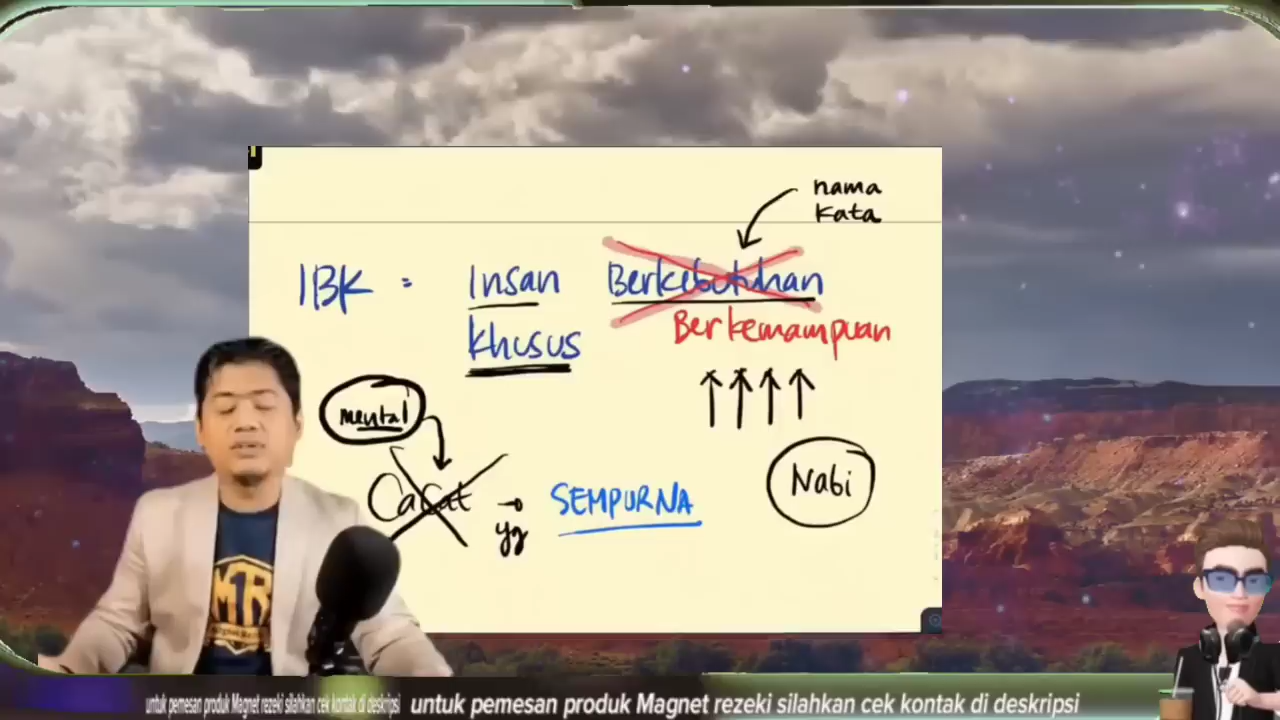 nama
kata
IBK = Insan Berkebutuhan
Khusus Berkemampuan
mental
Cacat → SEMPURNA
yg
Nabi
M1R
untuk pemesan produk Magnet rezeki silahkan cek kontak di deskripsi untuk pemesan produk Magnet rezeki silahkan cek kontak di deskripsi